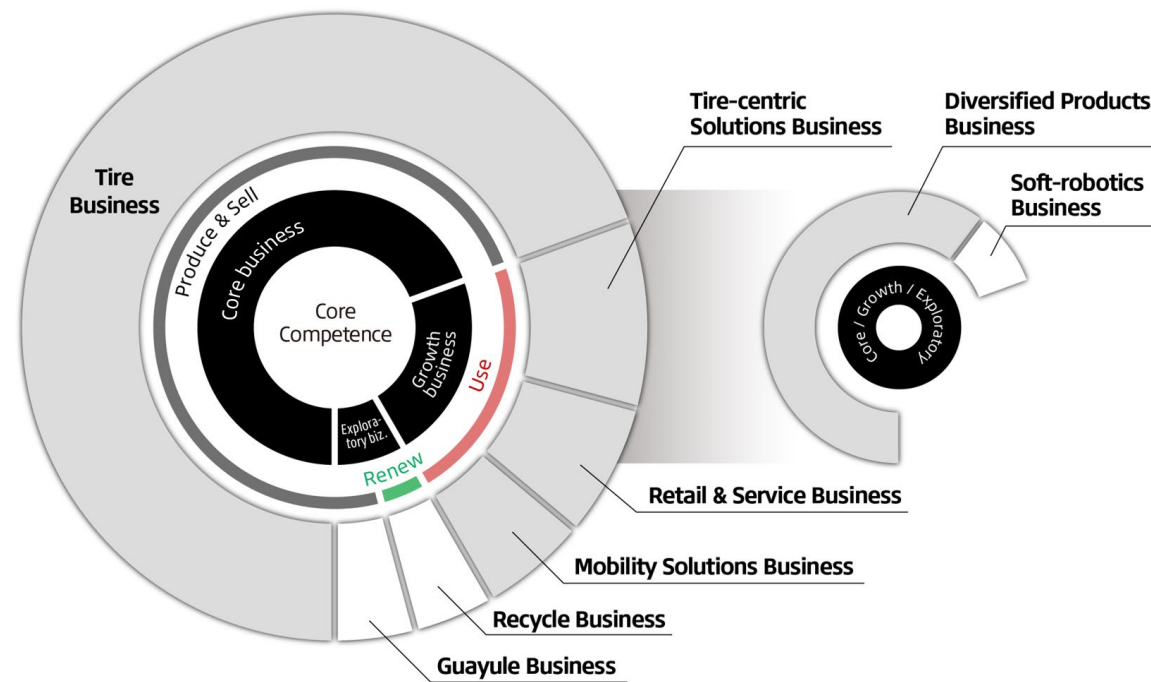 Tire
Business
Produce & Sell
Core business
Core
Competence
Growth
business
Explora-
tory biz.
Use
Renew
Tire-centric
Solutions Business
Diversified Products
Business
Soft-robotics
Business
Core / Growth / Exploratory
Retail & Service Business
Mobility Solutions Business
Recycle Business
Guayule Business